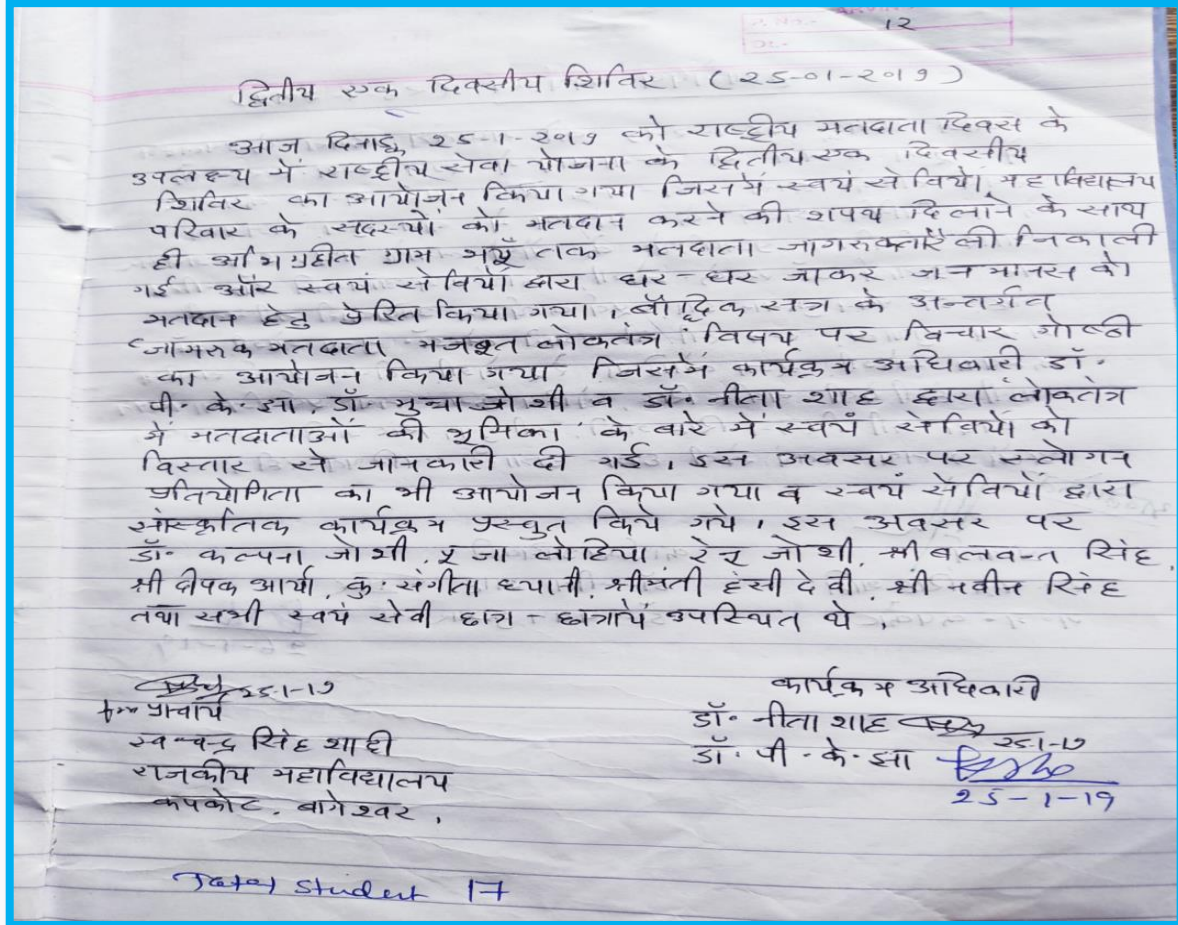 12
द्वितीय एक दिवसीय शिविर (25-01-2019)
आज दिनाङ्क 25-1-2019 को राष्ट्रीय मतदाता दिवस के
उपलक्ष्य में राष्ट्रीय सेवा योजना के द्वितीय एक दिवसीय
शिविर का आयोजन किया गया जिसमें स्वयं सेवियों, महाविद्यालय
परिवार के सदस्यों को मतदान करने की शपथ दिलाने के साथ
ही अभिग्रहीत ग्राम तक मतदाता जागरुकता रैली निकाली
गई और स्वयं सेवियों द्वारा घर-घर जाकर जन मानस को
मतदान हेतु प्रेरित किया गया। बौद्धिक सत्र के अन्तर्गत
'जागरुक मतदाता मजबूत लोकतंत्र' विषय पर विचार गोष्ठी
का आयोजन किया गया जिसमें कार्यक्रम अधिकारी डॉ.
पी. के. झा, डॉ. जोशी व डॉ. नीता शाह द्वारा लोकतंत्र
में मतदाताओं की भूमिका' के बारे में स्वयं सेवियों को
विस्तार से जानकारी दी गई। इस अवसर पर स्लोगन
प्रतियोगिता का भी आयोजन किया गया व स्वयं सेवियों द्वारा
सांस्कृतिक कार्यक्रम प्रस्तुत किये गये। इस अवसर पर
डॉ. कल्पना जोशी, पूजा लोहिया रेनू जोशी, श्री बलवन्त सिंह,
श्री दीपक आर्या, कु. संगीता ध्यानी, श्रीमती हंसी देवी, श्री नवीन सिंह
तथा सभी स्वयं सेवी छात्र - छात्रायें उपस्थित थे।
25-1-19
प्राचार्य
स्व. चन्द्र सिंह शाही
राजकीय महाविद्यालय
कपकोट, बागेश्वर।
कार्यक्रम अधिकारी
डॉ. नीता शाह
25-1-19
डॉ. पी. के. झा
25-1-19
Total Student 17